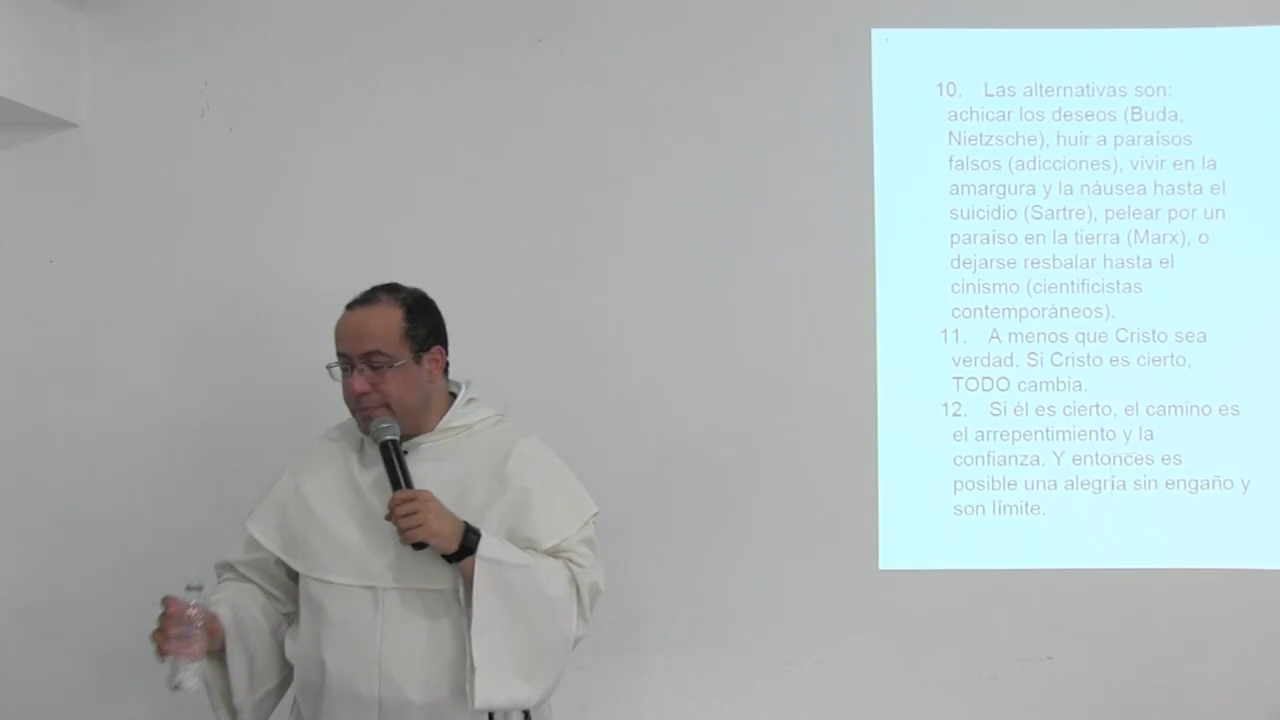 10. Las alternativas son:
achicar los deseos (Buda,
Nietzsche), huir a paraísos
falsos (adicciones), vivir en la
amargura y la náusea hasta el
suicidio (Sartre), pelear por un
paraíso en la tierra (Marx), o
dejarse resbalar hasta el
cinismo (cientificistas
contemporáneos).
11. A menos que Cristo sea
verdad. Si Cristo es cierto,
TODO cambia.
12. Si él es cierto, el camino es
el arrepentimiento y la
confianza. Y entonces es
posible una alegría sin engaño y
son límite.